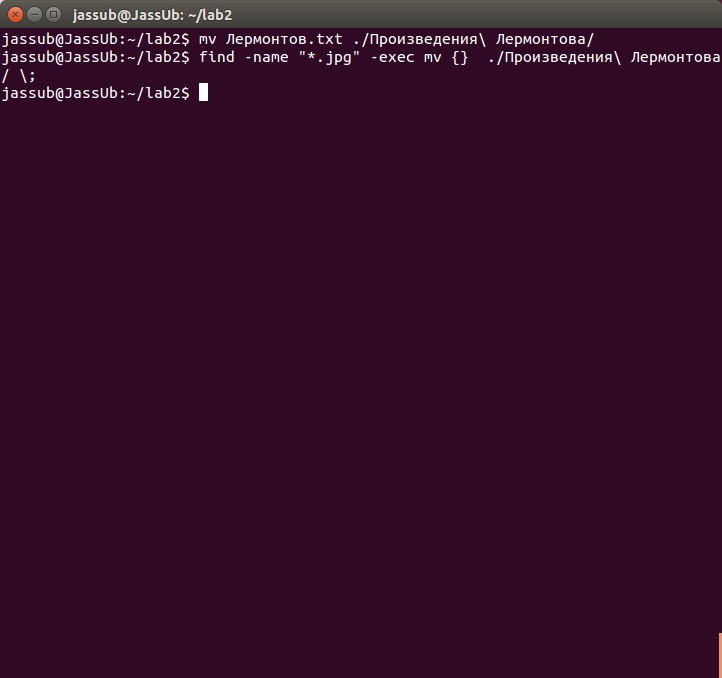 jassub@JassUb: ~/lab2
jassub@JassUb:~/lab2$ mv Лермонтов.txt ./Произведения\ Лермонтова/
jassub@JassUb:~/lab2$ find -name "*.jpg" -exec mv {}  ./Произведения\ Лермонтова
/ \;
jassub@JassUb:~/lab2$